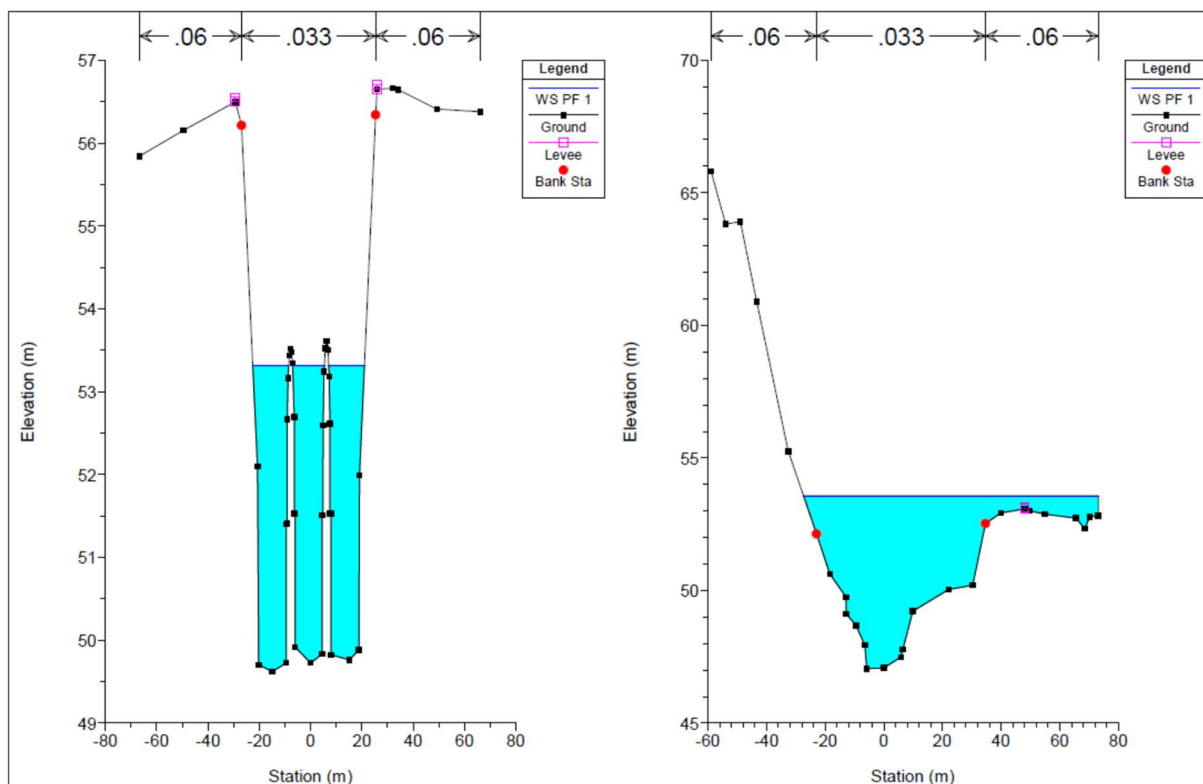 .06 .033 .06
57
56
55
54
53
52
51
50
49
Elevation (m)
-80 -60 -40 -20 0 20 40 60 80
Station (m)
Legend
WS PF 1
Ground
Levee
Bank Sta
.06 .033 .06
70
65
60
55
50
45
Elevation (m)
-60 -40 -20 0 20 40 60 80
Station (m)
Legend
WS PF 1
Ground
Levee
Bank Sta